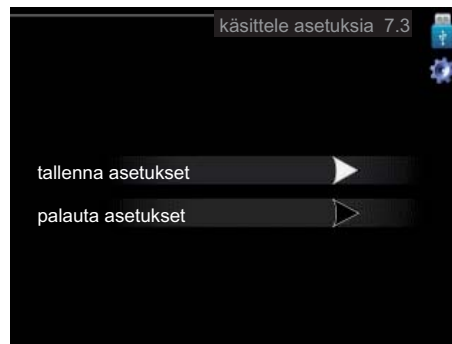 käsittele asetuksia 7.3
tallenna asetukset
palauta asetukset